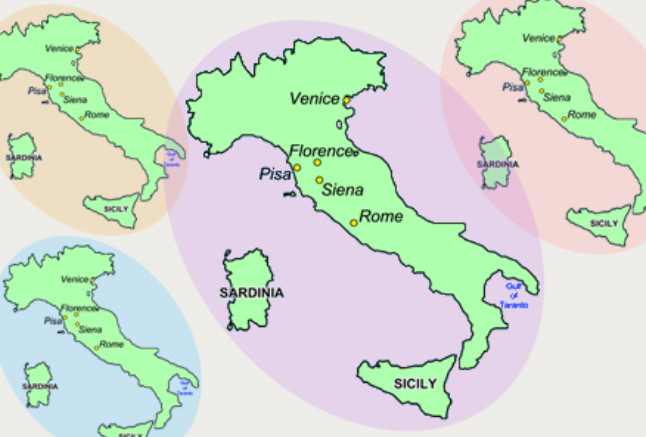 Venice
Florence
Pisa
Siena
Rome
SARDINIA
Gulf
of
Taranto
SICILY
Venice
Florence
Pisa
Siena
Rome
SARDINIA
Gulf
of
Taranto
SICILY
Venice
Florence
Pisa
Siena
Rome
SARDINIA
SICILY
Venice
Florence
Pisa
Siena
Rome
SARDINIA
Gulf
of
Taranto
SICILY